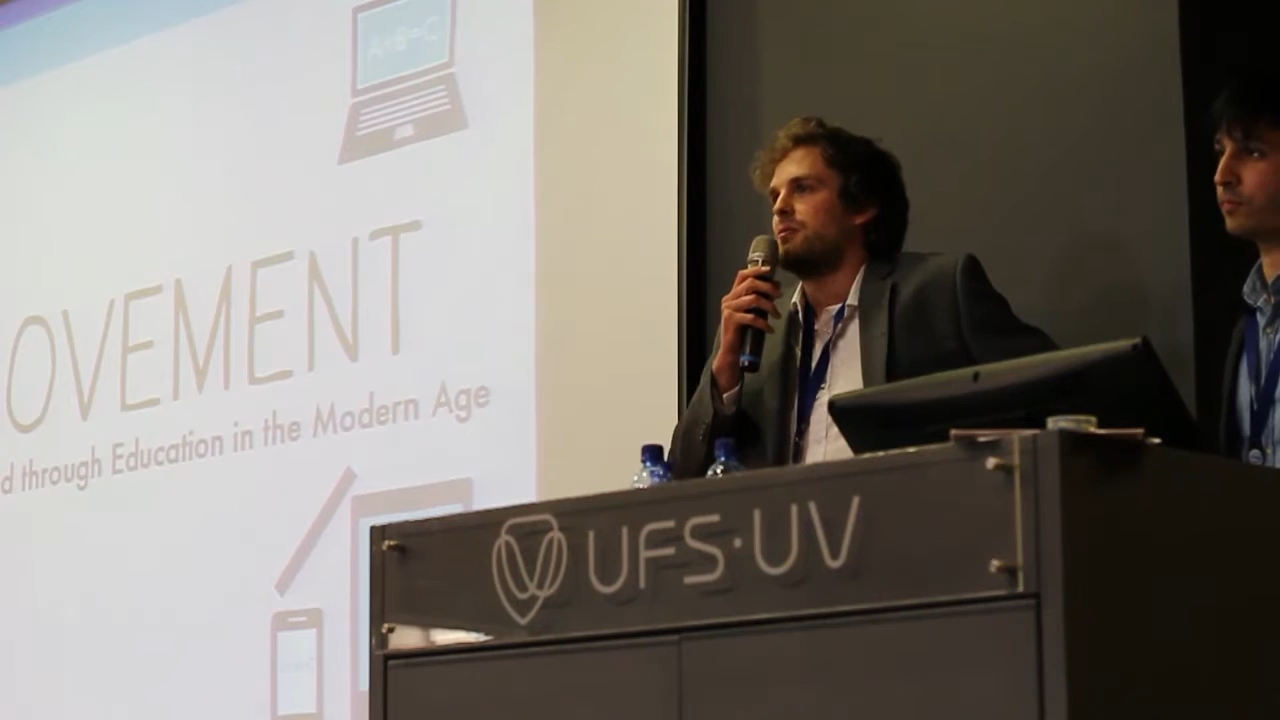 A+B=C
OVEMENT
d through Education in the Modern Age
UFS·UV